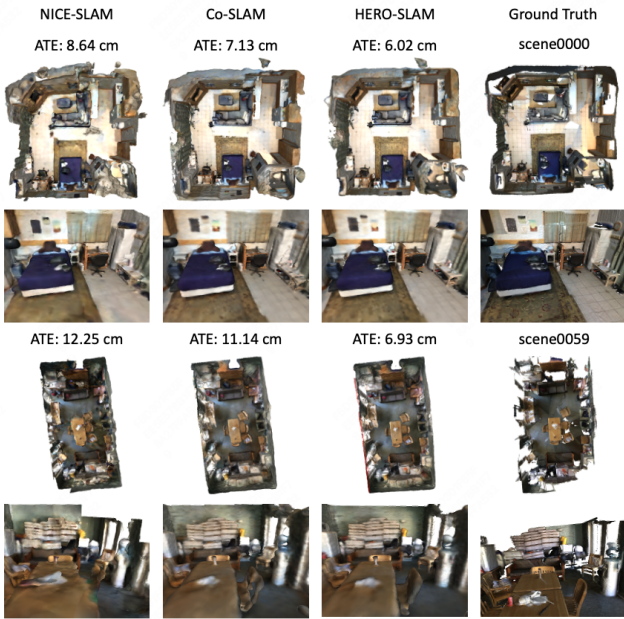 NICE-SLAM Co-SLAM HERO-SLAM Ground Truth
ATE: 8.64 cm ATE: 7.13 cm ATE: 6.02 cm scene0000
ATE: 12.25 cm ATE: 11.14 cm ATE: 6.93 cm scene0059